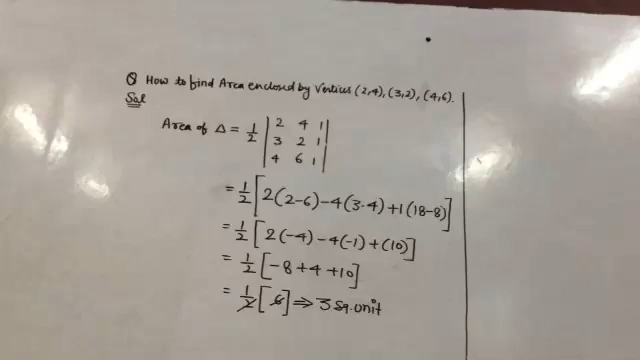 Q How to find Area enclosed by Vertices (2,4), (3,2), (4,6).
Sol
Area of Δ = 1/2 | 2 4 1 |
| 3 2 1 |
| 4 6 1 |
= 1/2 [2(2-6)-4(3-4)+1(18-8)]
= 1/2 [2(-4)-4(-1)+(10)]
= 1/2 [-8+4+10]
= 1/2 [6] ⇒ 3 Sq. unit